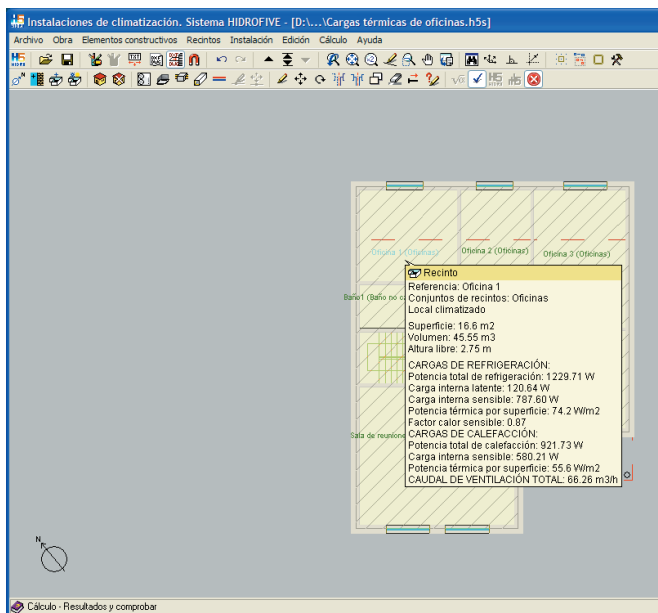 Instalaciones de climatización. Sistema HIDROFIVE - [D:\...\Cargas térmicas de oficinas.h5s]
Archivo Obra Elementos constructivos Recintos Instalación Edición Cálculo Ayuda
Oficina 1 (Oficinas)
Oficina 2 (Oficinas)
Oficina 3 (Oficinas)
Recinto
Referencia: Oficina 1
Conjuntos de recintos: Oficinas
Local climatizado
Superficie: 16.6 m2
Volumen: 45.55 m3
Altura libre: 2.75 m
CARGAS DE REFRIGERACIÓN:
Potencia total de refrigeración: 1229.71 W
Carga interna latente: 120.64 W
Carga interna sensible: 787.60 W
Potencia térmica por superficie: 74.2 W/m2
Factor calor sensible: 0.87
CARGAS DE CALEFACCIÓN:
Potencia total de calefacción: 921.73 W
Carga interna sensible: 580.21 W
Potencia térmica por superficie: 55.6 W/m2
CAUDAL DE VENTILACIÓN TOTAL: 66.26 m3/h
Baño1 (Baño no c
Sala de reunione
N
Cálculo - Resultados y comprobar